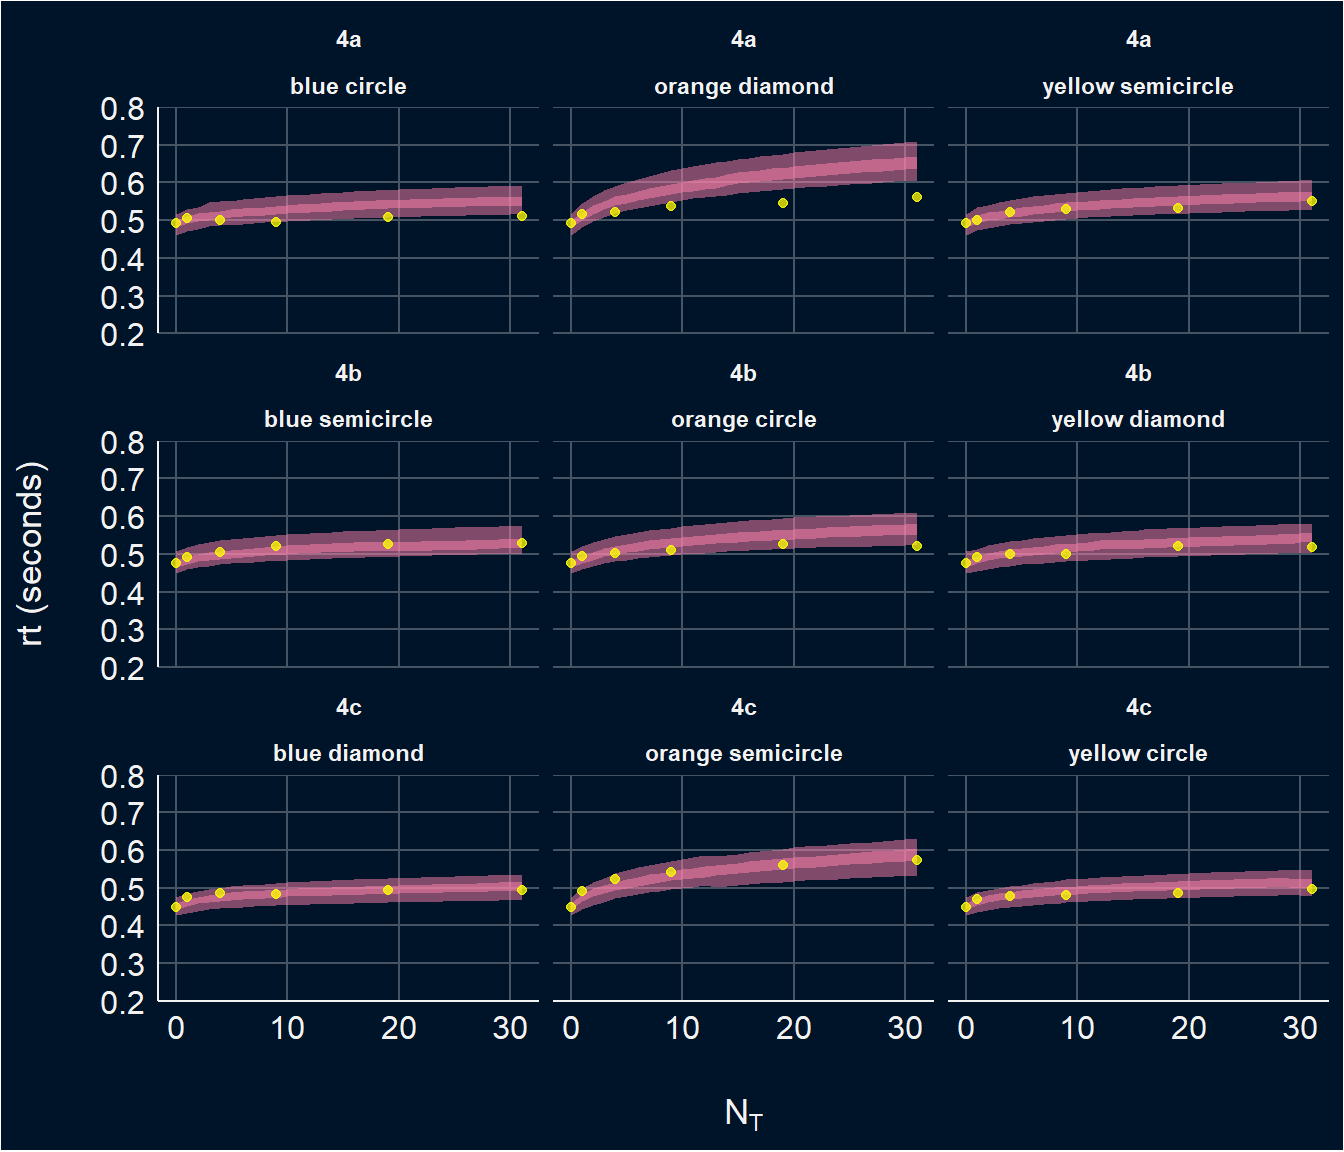 4a 4a 4a
blue circle orange diamond yellow semicircle
0.8
0.7
0.6
0.5
0.4
0.3
0.2
4b 4b 4b
blue semicircle orange circle yellow diamond
0.8
0.7
0.6
0.5
0.4
0.3
0.2
rt (seconds)
4c 4c 4c
blue diamond orange semicircle yellow circle
0.8
0.7
0.6
0.5
0.4
0.3
0.2
0 10 20 30 0 10 20 30 0 10 20 30
N_T